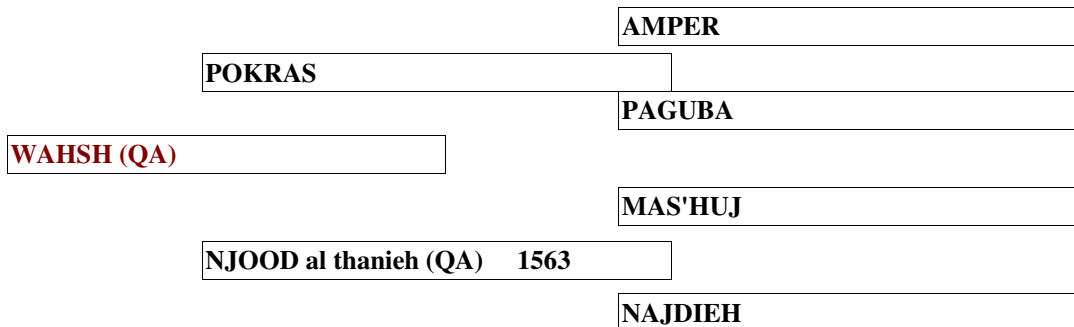 AMPER
POKRAS
PAGUBA
WAHSH (QA)
MAS'HUJ
NJOOD al thanieh (QA) 1563
NAJDIEH